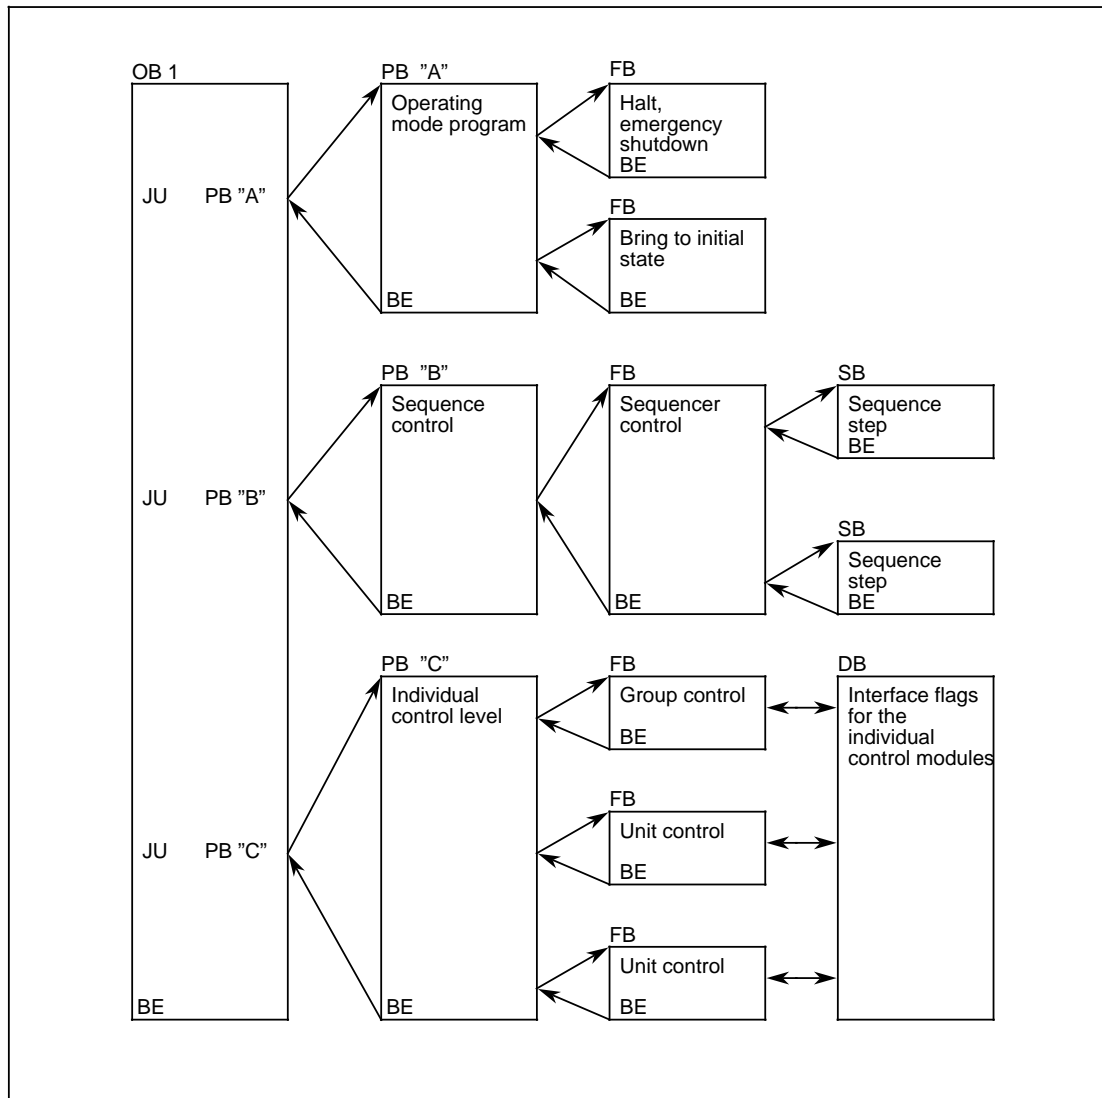 OB 1
JU PB ”A”
JU PB ”B”
JU PB ”C”
BE
PB ”A”
Operating
mode program
BE
FB
Halt,
emergency
shutdown
BE
FB
Bring to initial
state
BE
PB ”B”
Sequence
control
BE
FB
Sequencer
control
BE
SB
Sequence
step
BE
SB
Sequence
step
BE
PB ”C”
Individual
control level
BE
FB
Group control
BE
FB
Unit control
BE
FB
Unit control
BE
DB
Interface flags
for the
individual
control modules